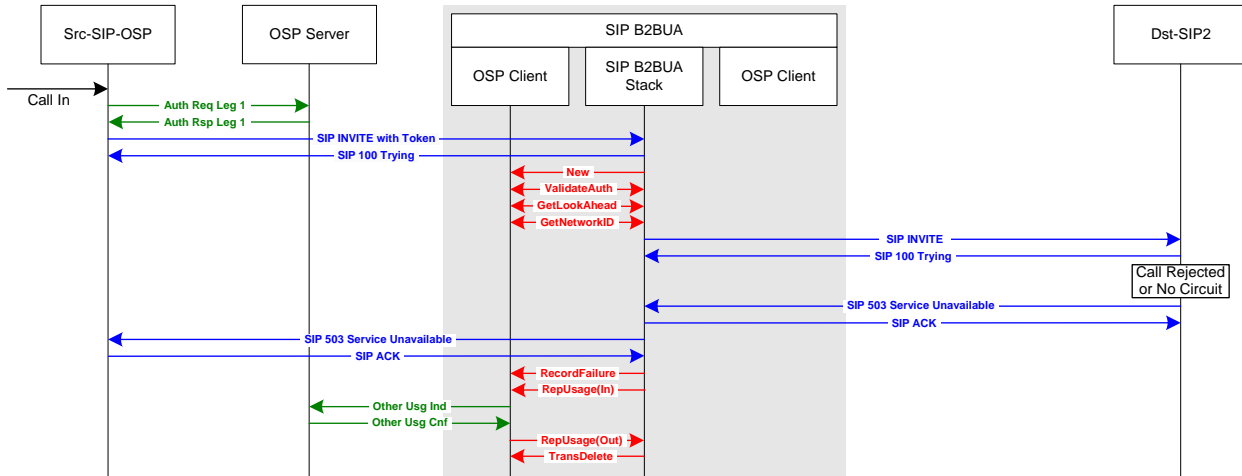 Src-SIP-OSP
OSP Server
SIP B2BUA
Dst-SIP2
OSP Client
SIP B2BUA
Stack
OSP Client
Call In
Auth Req Leg 1
Auth Rsp Leg 1
SIP INVITE with Token
SIP 100 Trying
New
ValidateAuth
GetLookAhead
GetNetworkID
SIP INVITE
SIP 100 Trying
Call Rejected
or No Circuit
SIP 503 Service Unavailable
SIP ACK
SIP 503 Service Unavailable
SIP ACK
RecordFailure
RepUsage(In)
Other Usg Ind
Other Usg Cnf
RepUsage(Out)
TransDelete